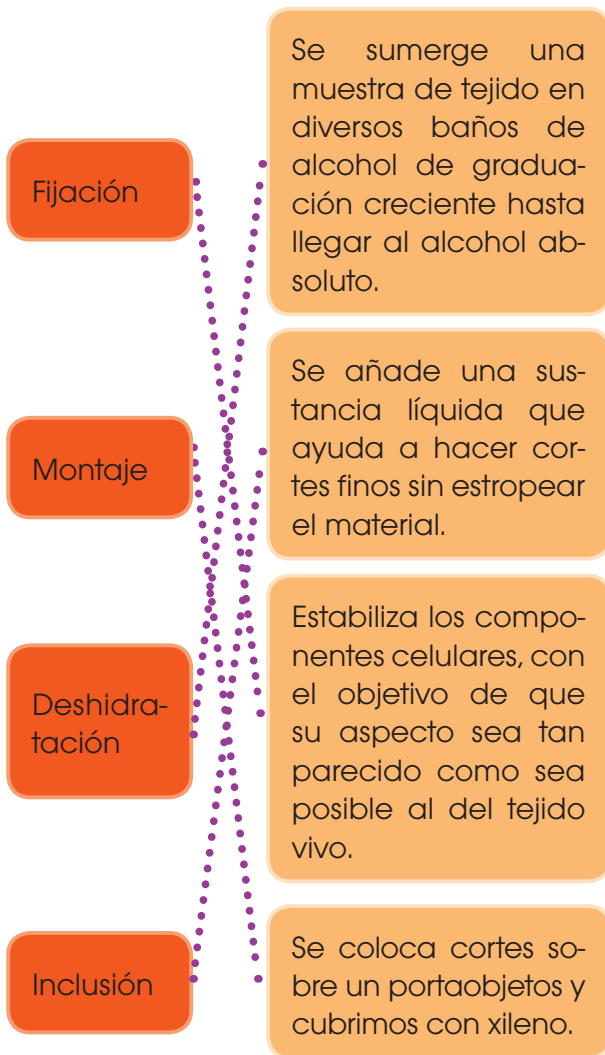 Fijación
Se sumerge una
muestra de tejido en
diversos baños de
alcohol de gradua-
ción creciente hasta
llegar al alcohol ab-
soluto.
Montaje
Se añade una sus-
tancia líquida que
ayuda a hacer cor-
tes finos sin estropear
el material.
Deshidra-
tación
Estabiliza los compo-
nentes celulares, con
el objetivo de que
su aspecto sea tan
parecido como sea
posible al del tejido
vivo.
Inclusión
Se coloca cortes so-
bre un portaobjetos y
cubrimos con xileno.